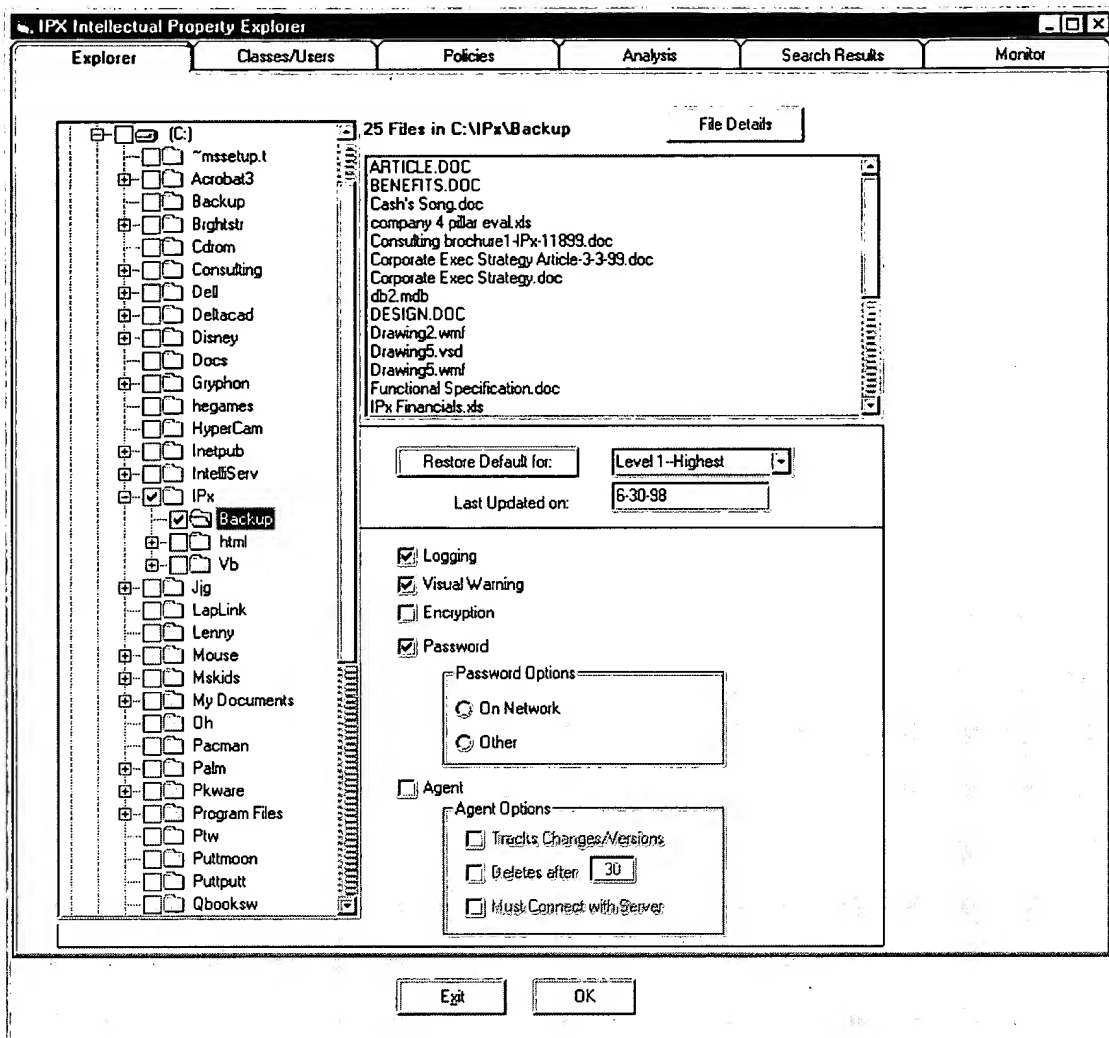 IPX Intellectual Property Explorer
Explorer
Classes/Users
Policies
Analysis
Search Results
Monitor
(C:)
~mssetup.t
Acrobat3
Backup
Brghtstr
Cdrom
Consulting
Dell
Deltacad
Disney
Docs
Gryphon
hegames
HyperCam
Inetpub
IntelliServ
IPx
Backup
html
Vb
Jig
LapLink
Lenny
Mouse
Mskids
My Documents
Oh
Pacman
Palm
Pkware
Program Files
Ptw
Puttmoon
Puttputt
Qbooksw
25 Files in C:\IPx\Backup
File Details
ARTICLE.DOC
BENEFITS.DOC
Cash's Song.doc
company 4 pillar eval.xls
Consulting brochure1-IPx-11899.doc
Corporate Exec Strategy Article-3-3-99.doc
Corporate Exec Strategy.doc
db2.mdb
DESIGN.DOC
Drawing2.wmf
Drawing5.vsd
Drawing5.wmf
Functional Specification.doc
IPx Financials.xls
Restore Default for:
Level 1--Highest
Last Updated on:
6-30-98
Logging
Visual Warning
Encryption
Password
Password Options
On Network
Other
Agent
Agent Options
Tracks Changes/Versions
Deletes after 30
Must Connect with Server
Exit
OK